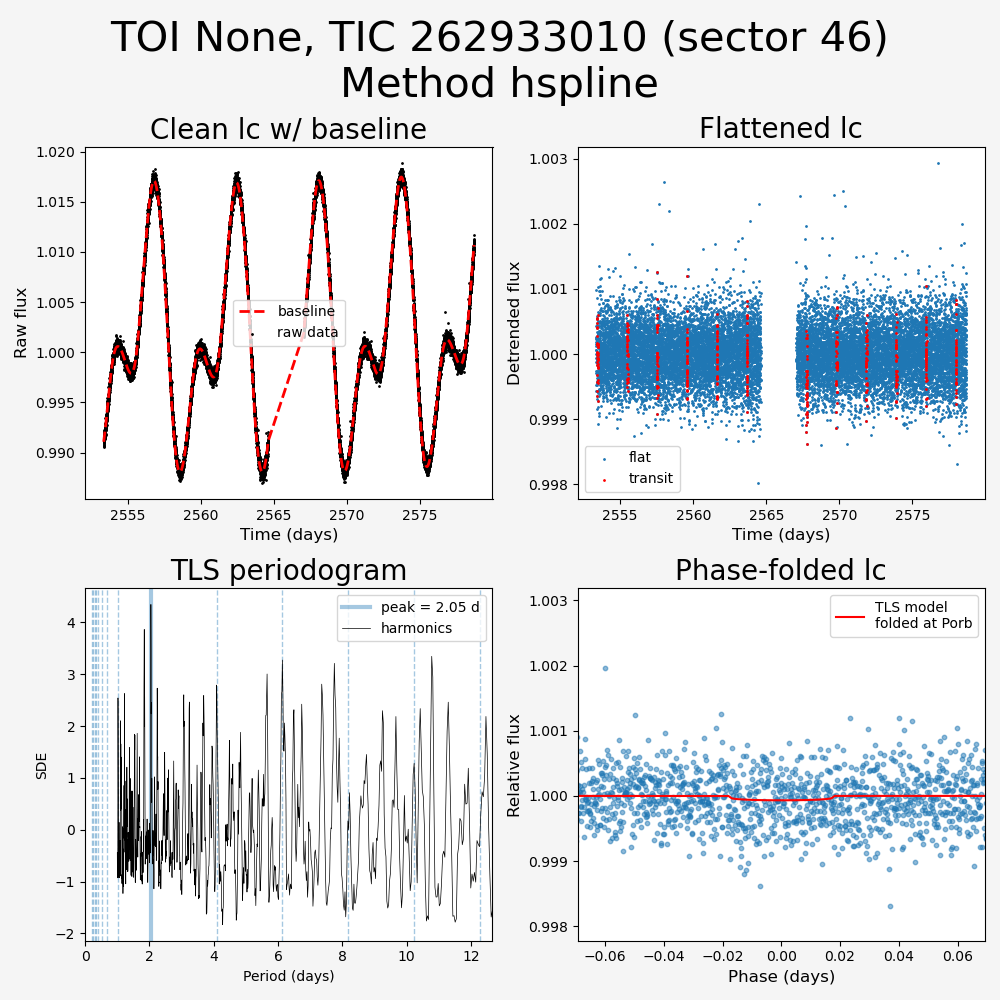 TOI None, TIC 262933010 (sector 46)
Method hspline
Clean lc w/ baseline
1.020
1.015
1.010
1.005
1.000
0.995
0.990
Raw flux
baseline
raw data
2555 2560 2565 2570 2575
Time (days)
Flattened lc
1.003
1.002
1.001
1.000
0.999
0.998
Detrended flux
flat
transit
2555 2560 2565 2570 2575
Time (days)
TLS periodogram
4
3
2
1
0
−1
−2
SDE
peak = 2.05 d
harmonics
0 2 4 6 8 10 12
Period (days)
Phase-folded lc
1.003
1.002
1.001
1.000
0.999
0.998
Relative flux
TLS model
folded at Porb
−0.06 −0.04 −0.02 0.00 0.02 0.04 0.06
Phase (days)